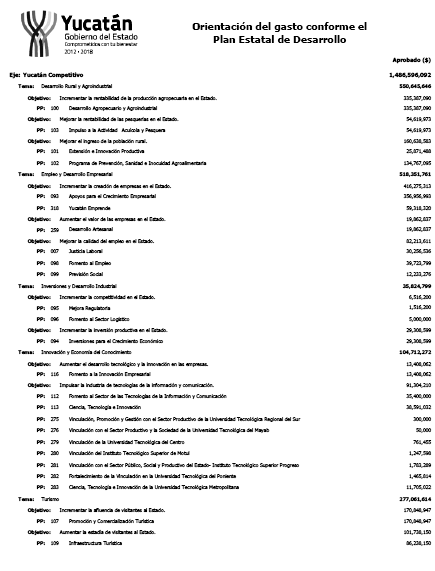 Yucatán
Gobierno del Estado
Comprometidos con tu bienestar
2012 • 2018
Orientación del gasto conforme el
Plan Estatal de Desarrollo
Aprobado ($)
Eje: Yucatán Competitivo 1,486,596,092
Tema: Desarrollo Rural y Agroindustrial 550,645,646
Objetivo: Incrementar la rentabilidad de la producción agropecuaria en el Estado. 335,387,090
PP: 100 Desarrollo Agropecuario y Agroindustrial 335,387,090
Objetivo: Mejorar la rentabilidad de las pesquerías en el Estado. 54,619,973
PP: 103 Impulso a la Actividad Acuícola y Pesquera 54,619,973
Objetivo: Mejorar el ingreso de la población rural. 160,638,583
PP: 101 Extensión e Innovación Productiva 25,871,488
PP: 102 Programa de Prevención, Sanidad e Inocuidad Agroalimentaria 134,767,095
Tema: Empleo y Desarrollo Empresarial 518,351,761
Objetivo: Incrementar la creación de empresas en el Estado. 416,275,313
PP: 093 Apoyos para el Crecimiento Empresarial 356,956,993
PP: 318 Yucatán Emprende 59,318,320
Objetivo: Aumentar el valor de las empresas en el Estado. 19,862,837
PP: 259 Desarrollo Artesanal 19,862,837
Objetivo: Mejorar la calidad del empleo en el Estado. 82,213,611
PP: 007 Justicia Laboral 30,256,536
PP: 098 Fomento al Empleo 39,723,799
PP: 099 Previsión Social 12,233,276
Tema: Inversiones y Desarrollo Industrial 35,824,799
Objetivo: Incrementar la competitividad en el Estado. 6,516,200
PP: 095 Mejora Regulatoria 1,516,200
PP: 096 Fomento al Sector Logístico 5,000,000
Objetivo: Incrementar la inversión productiva en el Estado. 29,308,599
PP: 094 Inversiones para el Crecimiento Económico 29,308,599
Tema: Innovación y Economía del Conocimiento 104,712,272
Objetivo: Aumentar el desarrollo tecnológico y la innovación en las empresas. 13,408,062
PP: 116 Fomento a la Innovación Empresarial 13,408,062
Objetivo: Impulsar la industria de tecnologías de la información y comunicación. 91,304,210
PP: 112 Fomento al Sector de las Tecnologías de la Información y Comunicación 35,400,000
PP: 113 Ciencia, Tecnología e Innovación 38,591,032
PP: 275 Vinculación, Promoción y Gestión con el Sector Productivo de la Universidad Tecnológica Regional del Sur 300,000
PP: 276 Vinculación con el Sector Productivo y la Sociedad de la Universidad Tecnológica del Mayab 50,000
PP: 279 Vinculación de la Universidad Tecnológica del Centro 761,455
PP: 280 Vinculación del Instituto Tecnológico Superior de Motul 1,247,598
PP: 281 Vinculación con el Sector Público, Social y Productivo del Estado- Instituto Tecnológico Superior Progreso 1,783,289
PP: 282 Fortalecimiento de la Vinculación en la Universidad Tecnológica del Poniente 1,465,814
PP: 283 Ciencia, Tecnología e Innovación de la Universidad Tecnológica Metropolitana 11,705,022
Tema: Turismo 277,061,614
Objetivo: Incrementar la afluencia de visitantes al Estado. 170,848,947
PP: 107 Promoción y Comercialización Turística 170,848,947
Objetivo: Aumentar la estadía de visitantes al Estado. 101,738,150
PP: 109 Infraestructura Turística 86,238,150